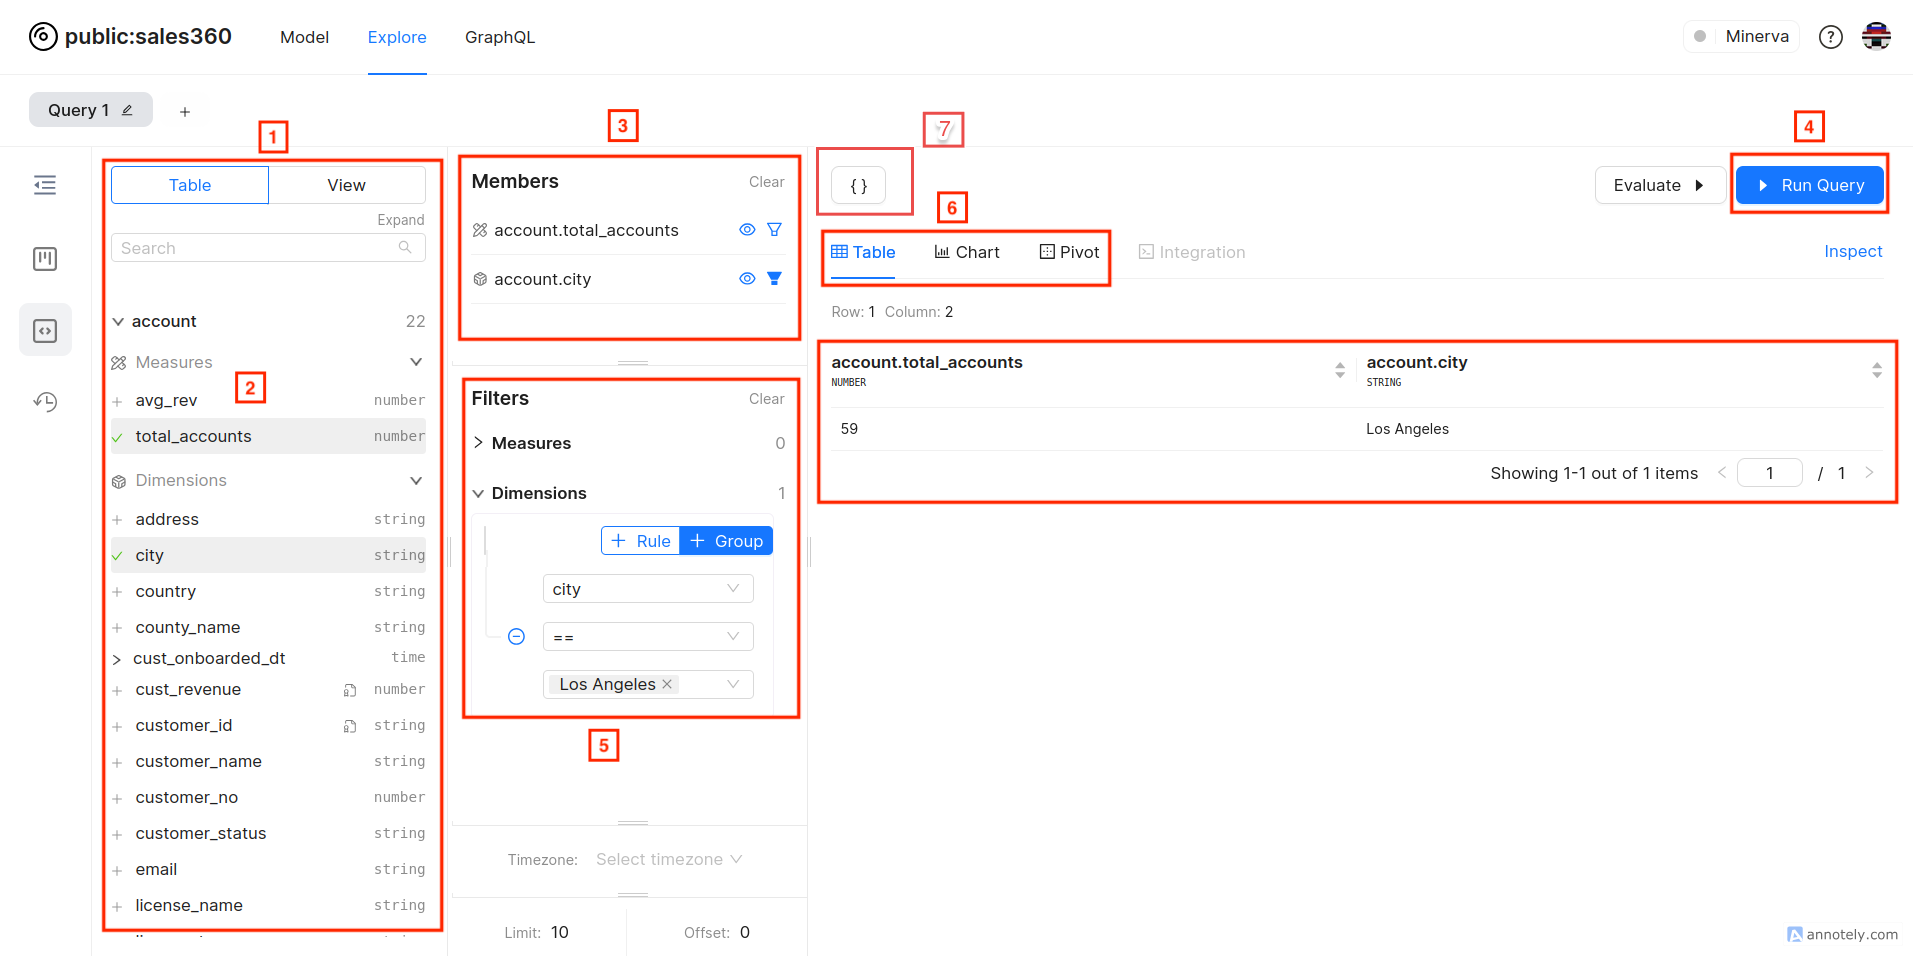 public:sales360
Model
Explore
GraphQL
Minerva
?
Query 1
+
1
3
7
4
Table
View
Expand
Search
account 22
Measures
2
avg_rev number
total_accounts number
Dimensions
address string
city string
country string
county_name string
cust_onboarded_dt time
cust_revenue number
customer_id string
customer_name string
customer_no number
customer_status string
email string
license_name string
Members Clear
account.total_accounts
account.city
Filters Clear
Measures 0
Dimensions 1
+ Rule
+ Group
city
==
Los Angeles ×
5
Timezone: Select timezone
Limit: 10
Offset: 0
{ }
6
Evaluate
Run Query
Table
Chart
Pivot
Integration
Inspect
Row: 1 Column: 2
account.total_accounts
NUMBER
account.city
STRING
59
Los Angeles
Showing 1-1 out of 1 items < 1 / 1 >
annotely.com